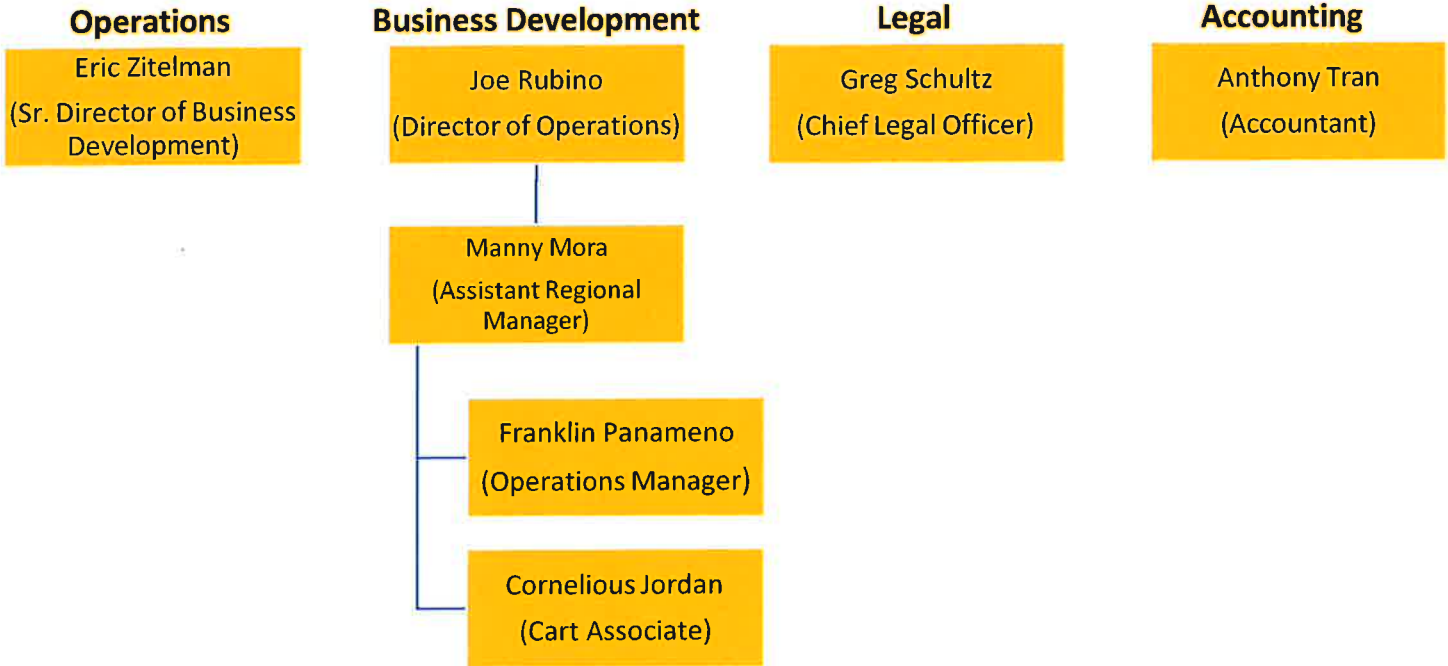 Operations
Eric Zitelman
(Sr. Director of Business
Development)
Business Development
Joe Rubino
(Director of Operations)
Manny Mora
(Assistant Regional
Manager)
Franklin Panameno
(Operations Manager)
Cornelious Jordan
(Cart Associate)
Legal
Greg Schultz
(Chief Legal Officer)
Accounting
Anthony Tran
(Accountant)